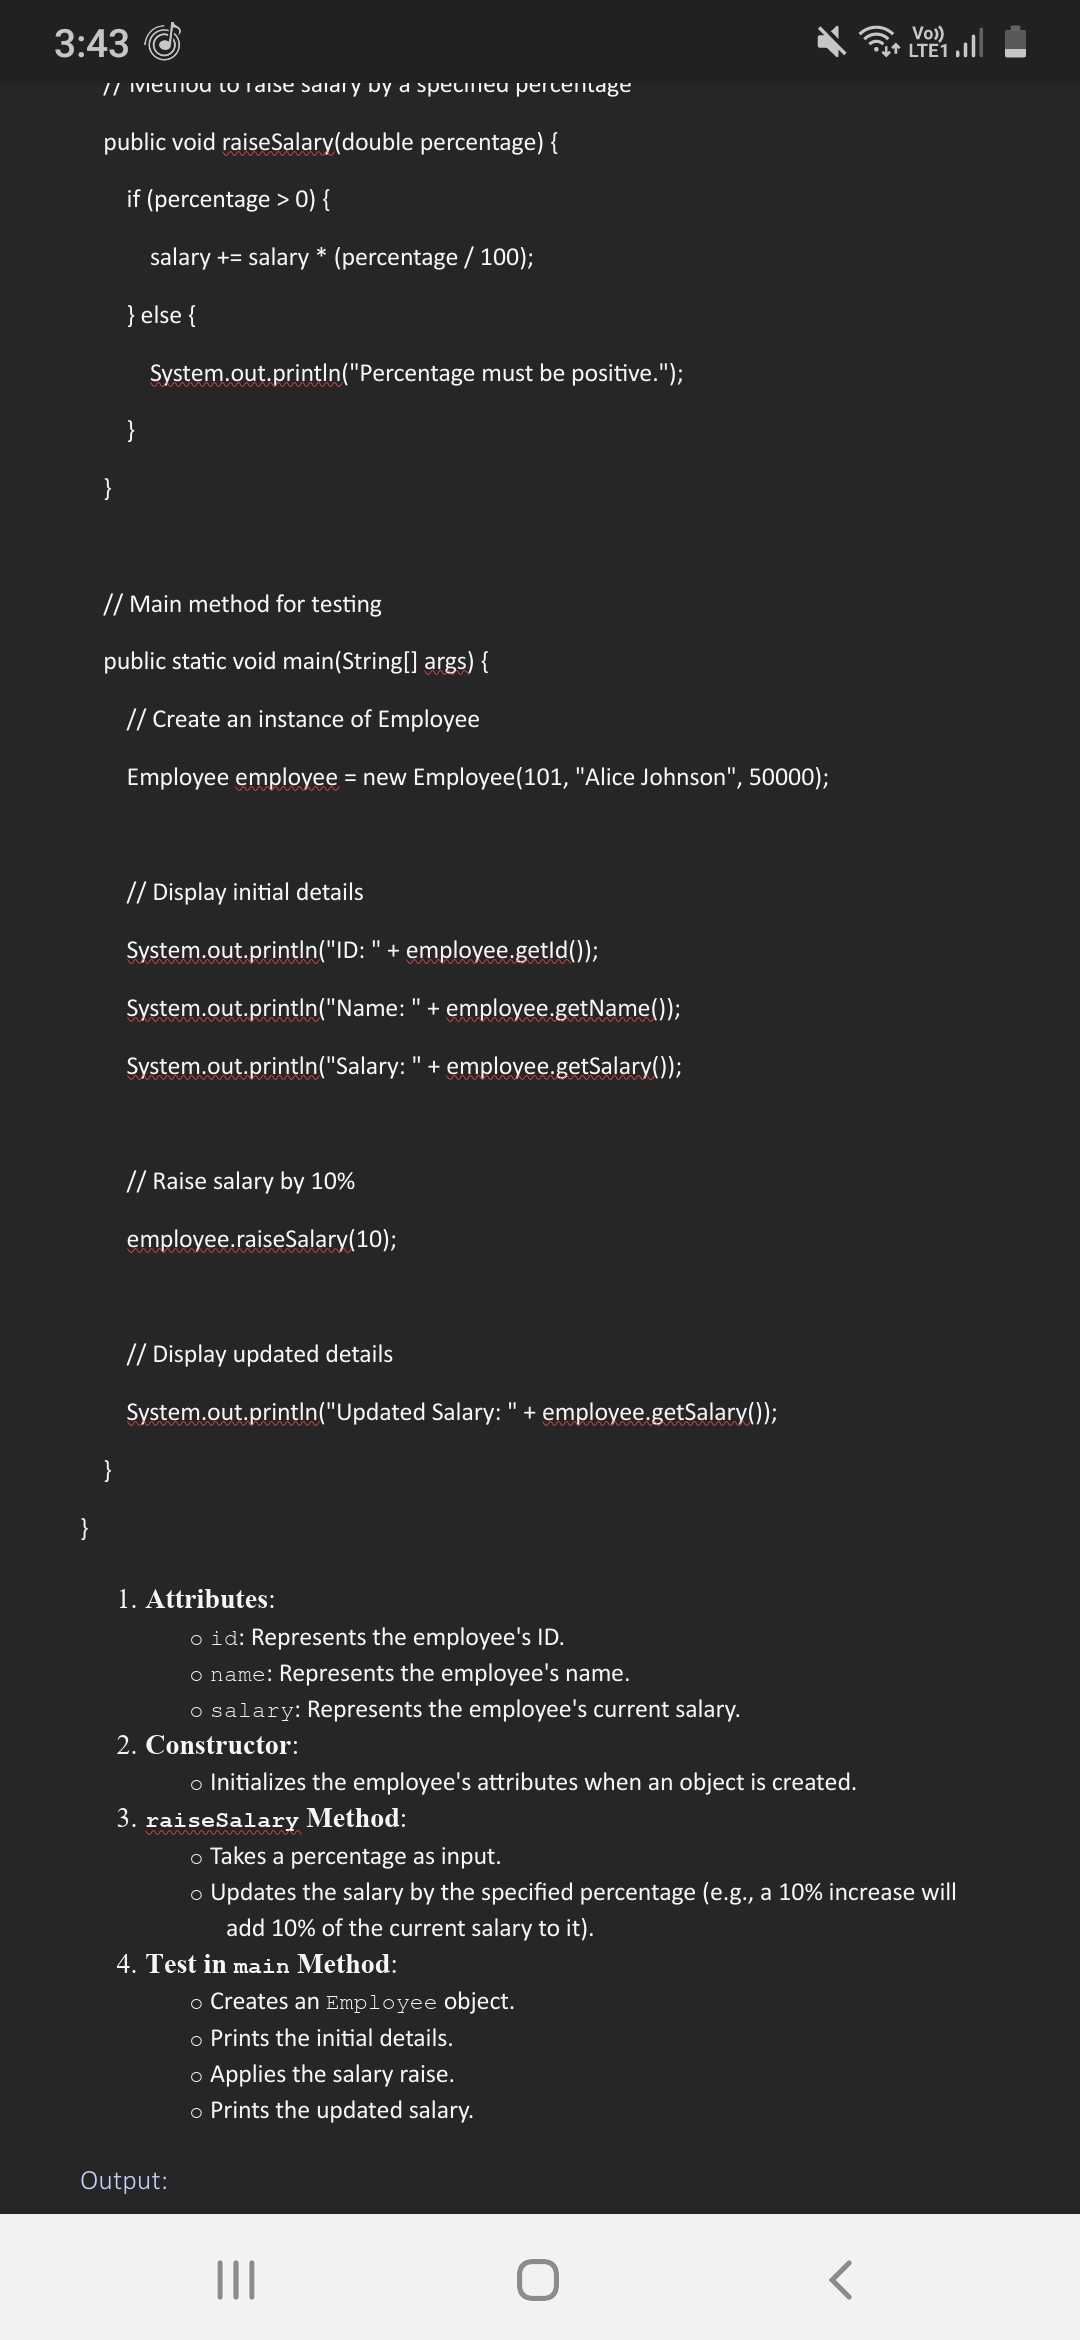 3:43
Vo))
LTE1
// Method to raise salary by a specified percentage
public void raiseSalary(double percentage) {
if (percentage > 0) {
salary += salary * (percentage / 100);
} else {
System.out.println("Percentage must be positive.");
}
}
// Main method for testing
public static void main(String[] args) {
// Create an instance of Employee
Employee employee = new Employee(101, "Alice Johnson", 50000);
// Display initial details
System.out.println("ID: " + employee.getId());
System.out.println("Name: " + employee.getName());
System.out.println("Salary: " + employee.getSalary());
// Raise salary by 10%
employee.raiseSalary(10);
// Display updated details
System.out.println("Updated Salary: " + employee.getSalary());
}
}
1. Attributes:
o id: Represents the employee's ID.
o name: Represents the employee's name.
o salary: Represents the employee's current salary.
2. Constructor:
o Initializes the employee's attributes when an object is created.
3. raiseSalary Method:
o Takes a percentage as input.
o Updates the salary by the specified percentage (e.g., a 10% increase will
add 10% of the current salary to it).
4. Test in main Method:
o Creates an Employee object.
o Prints the initial details.
o Applies the salary raise.
o Prints the updated salary.
Output: